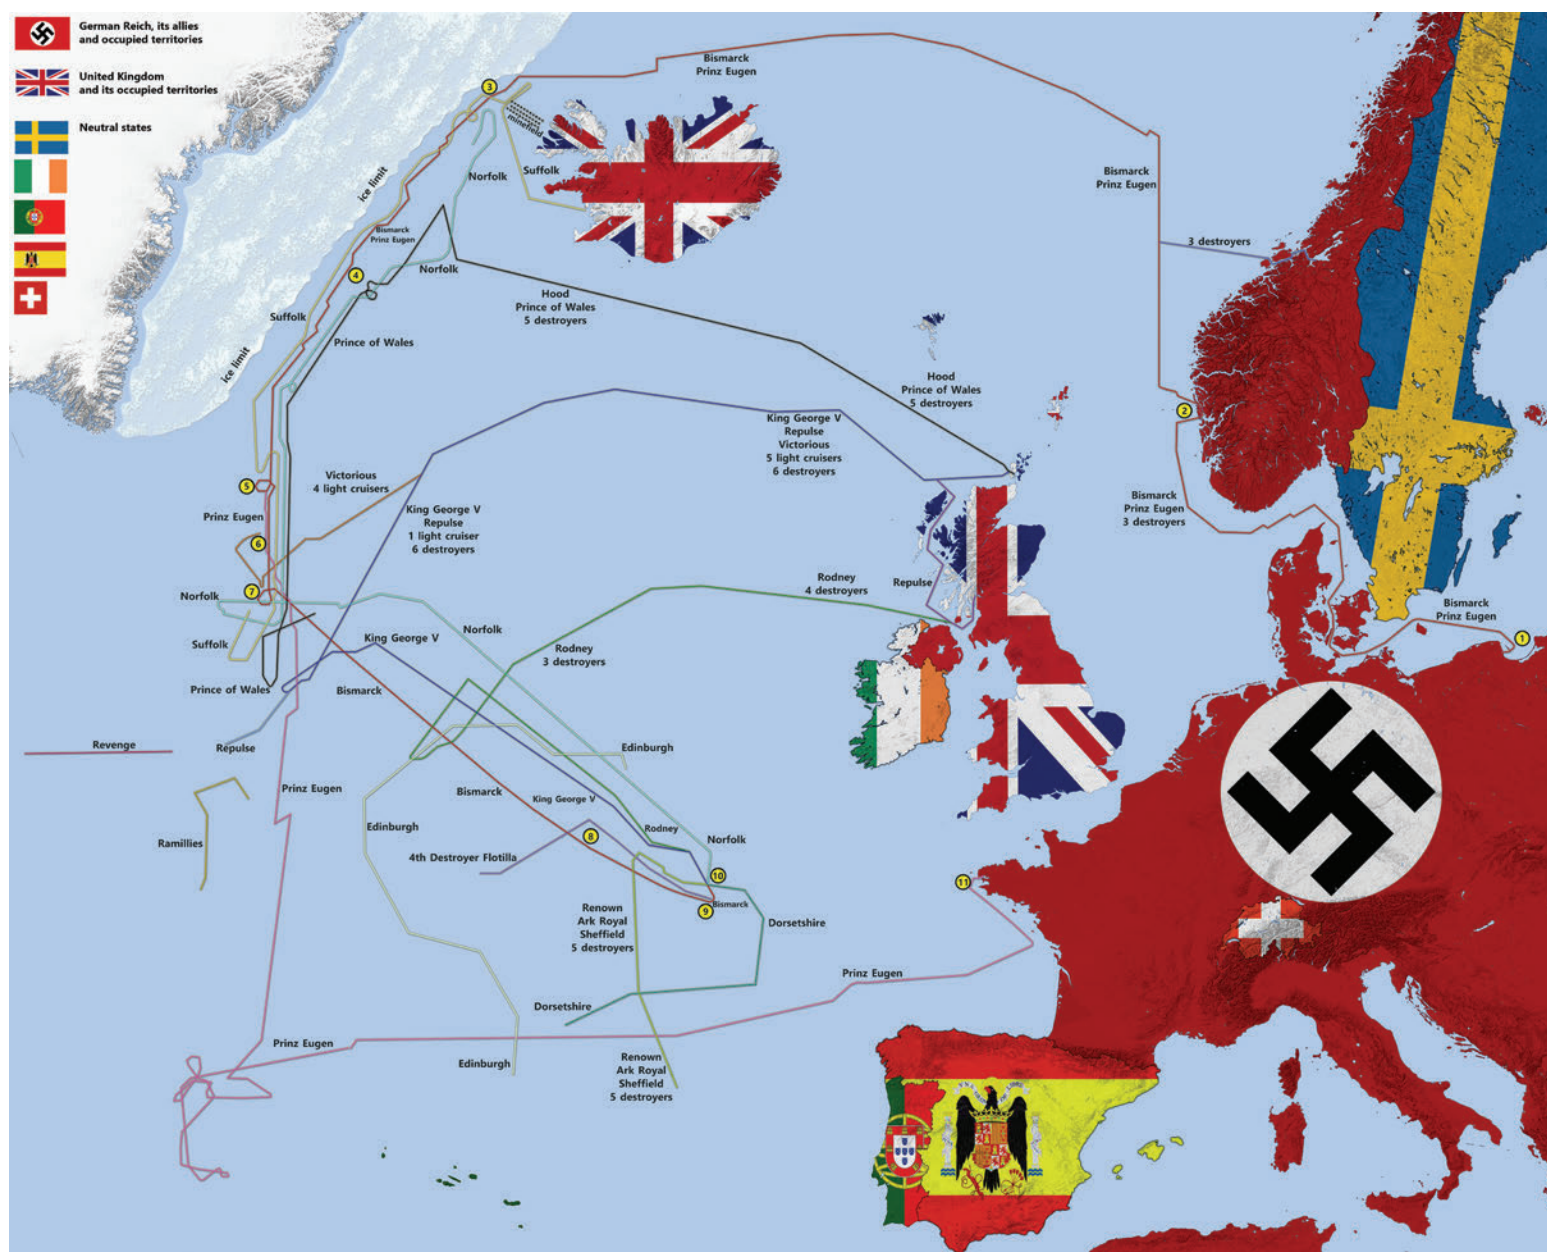 German Reich, its allies
and occupied territories
United Kingdom
and its occupied territories
Neutral states
Bismarck
Prinz Eugen
3
minefield
Suffolk
Norfolk
ice limit
Bismarck
Prinz Eugen
3 destroyers
Bismarck
Prinz Eugen
4
Norfolk
Hood
Prince of Wales
5 destroyers
Suffolk
Prince of Wales
ice limit
Hood
Prince of Wales
5 destroyers
2
King George V
Repulse
Victorious
5 light cruisers
6 destroyers
Victorious
4 light cruisers
5
Prinz Eugen
King George V
Repulse
1 light cruiser
6 destroyers
Bismarck
Prinz Eugen
3 destroyers
6
7
Repulse
Rodney
4 destroyers
Norfolk
Bismarck
Prinz Eugen
1
Suffolk
King George V
Norfolk
Rodney
3 destroyers
Prince of Wales
Bismarck
Revenge
Repulse
Edinburgh
Prinz Eugen
Bismarck
King George V
Edinburgh
Rodney
8
Norfolk
Ramillies
4th Destroyer Flotilla
10
11
9
Bismarck
Renown
Ark Royal
Sheffield
5 destroyers
Dorsetshire
Prinz Eugen
Dorsetshire
Prinz Eugen
Edinburgh
Renown
Ark Royal
Sheffield
5 destroyers